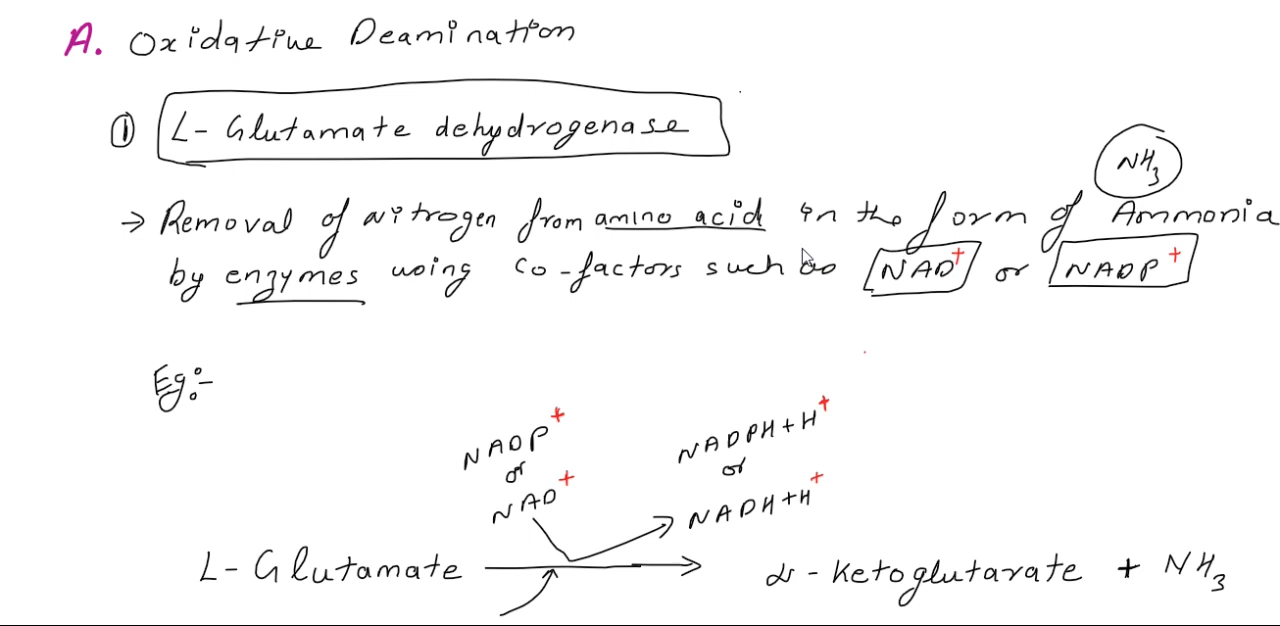 A. Oxidative Deamination
① L- Glutamate dehydrogenase
NH₃
→ Removal of nitrogen from amino acid in the form of Ammonia
by enzymes using co-factors such as NAD⁺ or NADP⁺
Eg:-
NADP⁺ NADPH+H⁺
or or
NAD⁺ NADH+H⁺
L- Glutamate → α - Ketoglutarate + NH₃